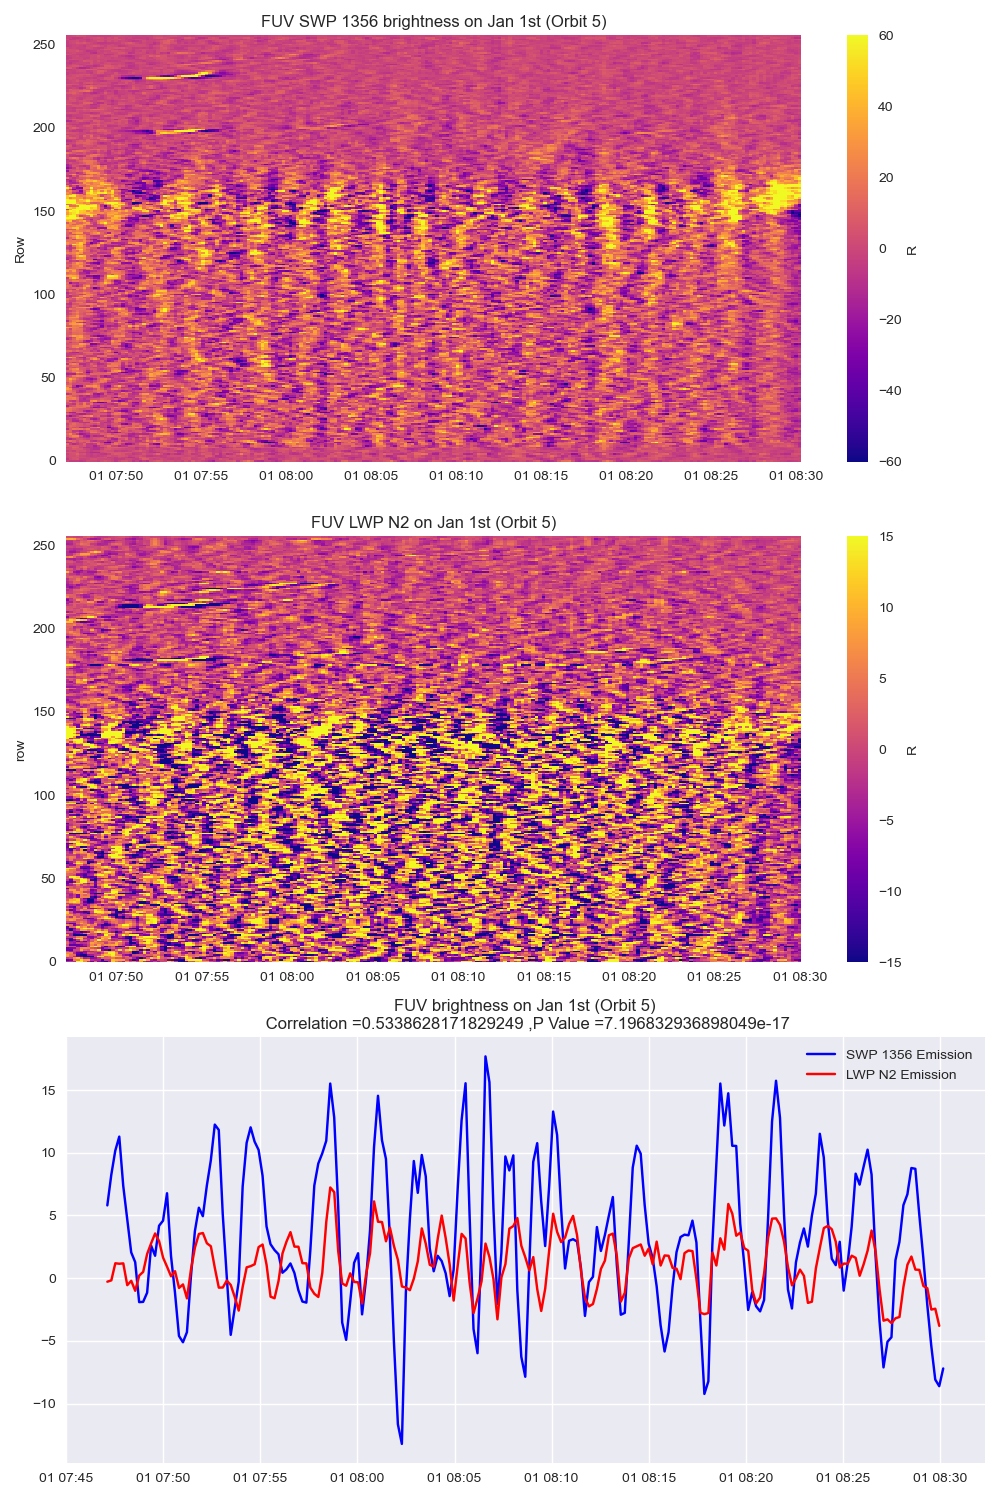 FUV SWP 1356 brightness on Jan 1st (Orbit 5)
250
200
150
100
50
0
Row
01 07:50 01 07:55 01 08:00 01 08:05 01 08:10 01 08:15 01 08:20 01 08:25 01 08:30
60
40
20
0
−20
−40
−60
R
FUV LWP N2 on Jan 1st (Orbit 5)
250
200
150
100
50
0
row
01 07:50 01 07:55 01 08:00 01 08:05 01 08:10 01 08:15 01 08:20 01 08:25 01 08:30
15
10
5
0
−5
−10
−15
R
FUV brightness on Jan 1st (Orbit 5)
Correlation =0.5338628171829249 ,P Value =7.196832936898049e-17
SWP 1356 Emission
LWP N2 Emission
15
10
5
0
−5
−10
01 07:45 01 07:50 01 07:55 01 08:00 01 08:05 01 08:10 01 08:15 01 08:20 01 08:25 01 08:30